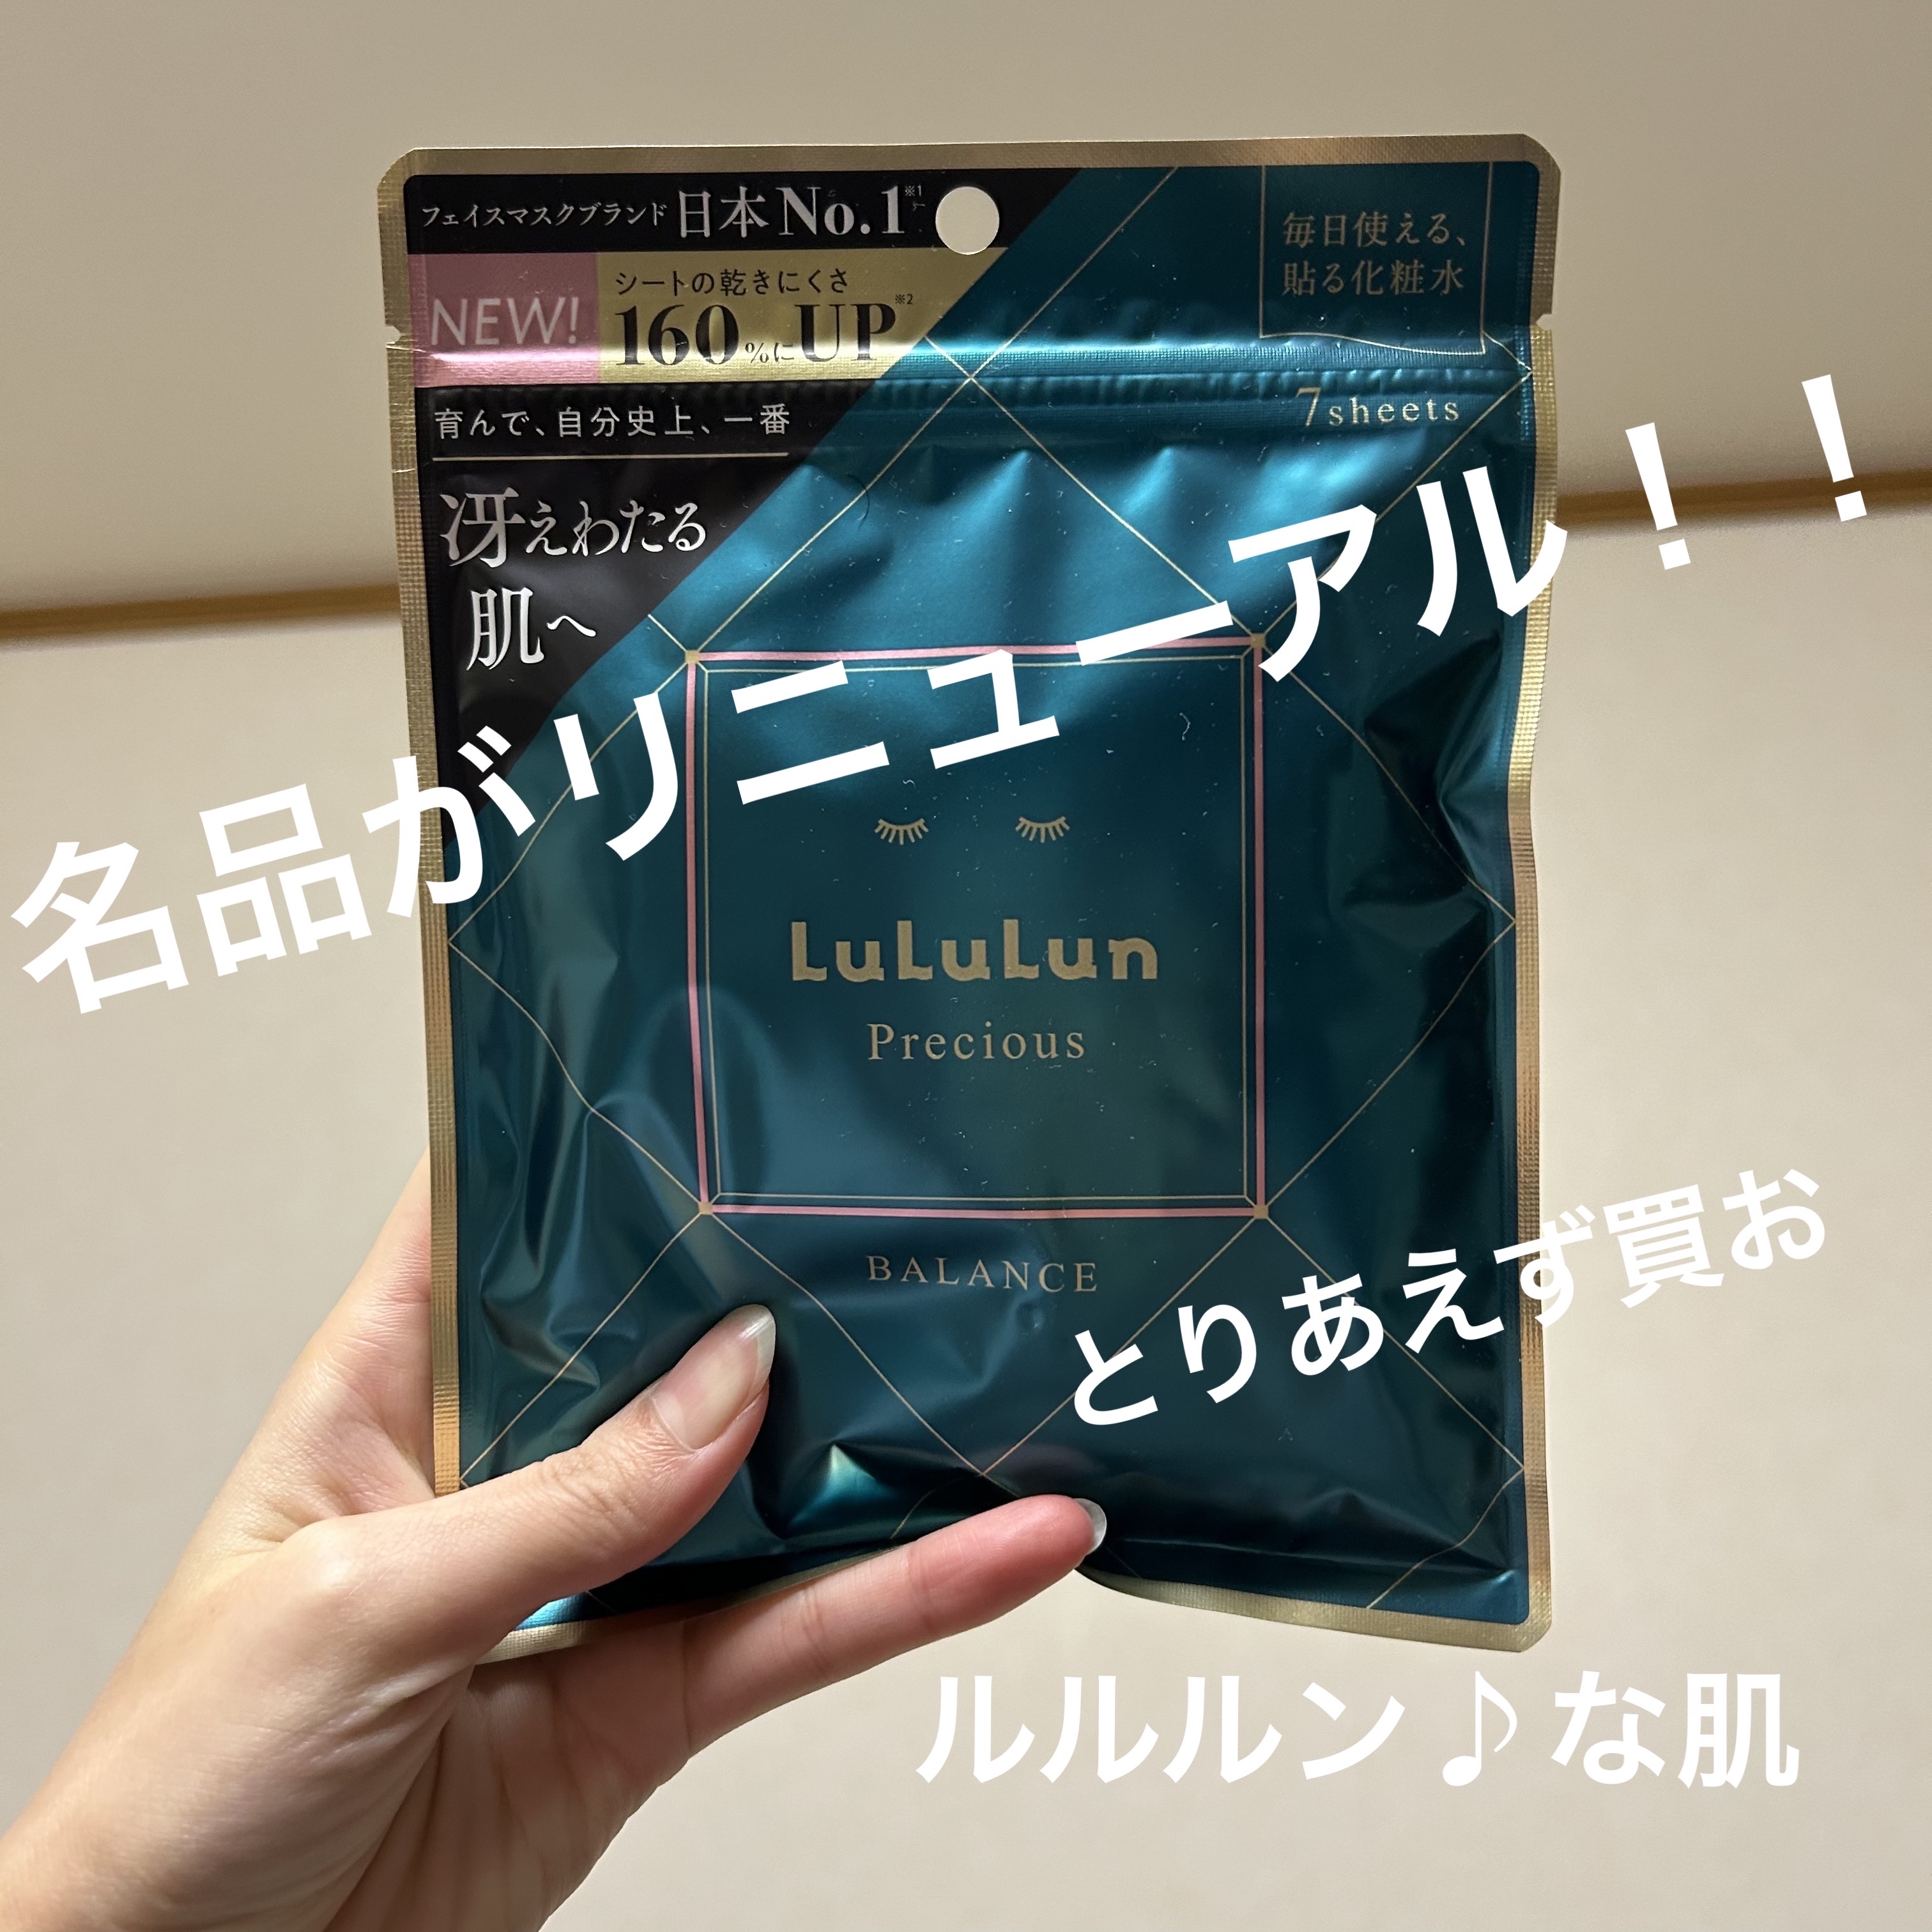 フェイスマスクブランド 日本No.1※1
NEW!
シートの乾きにくさ
160%にUP※2
毎日使える、
貼る化粧水
7sheets
育んで、自分史上、一番
冴えわたる
肌へ
名品がリニューアル！！
LuLuLun
Precious
BALANCE
とりあえず買お
ルルルン♪な肌